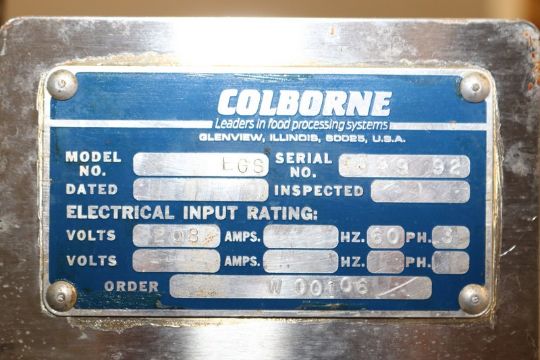 COLBORNE
Leaders in food processing systems
GLENVIEW, ILLINOIS, 60025, U.S.A.
MODEL NO. EGS SERIAL NO. 92
DATED INSPECTED
ELECTRICAL INPUT RATING:
VOLTS 208 AMPS. HZ. 60 PH. 3
VOLTS AMPS. HZ. PH.
ORDER W 00106